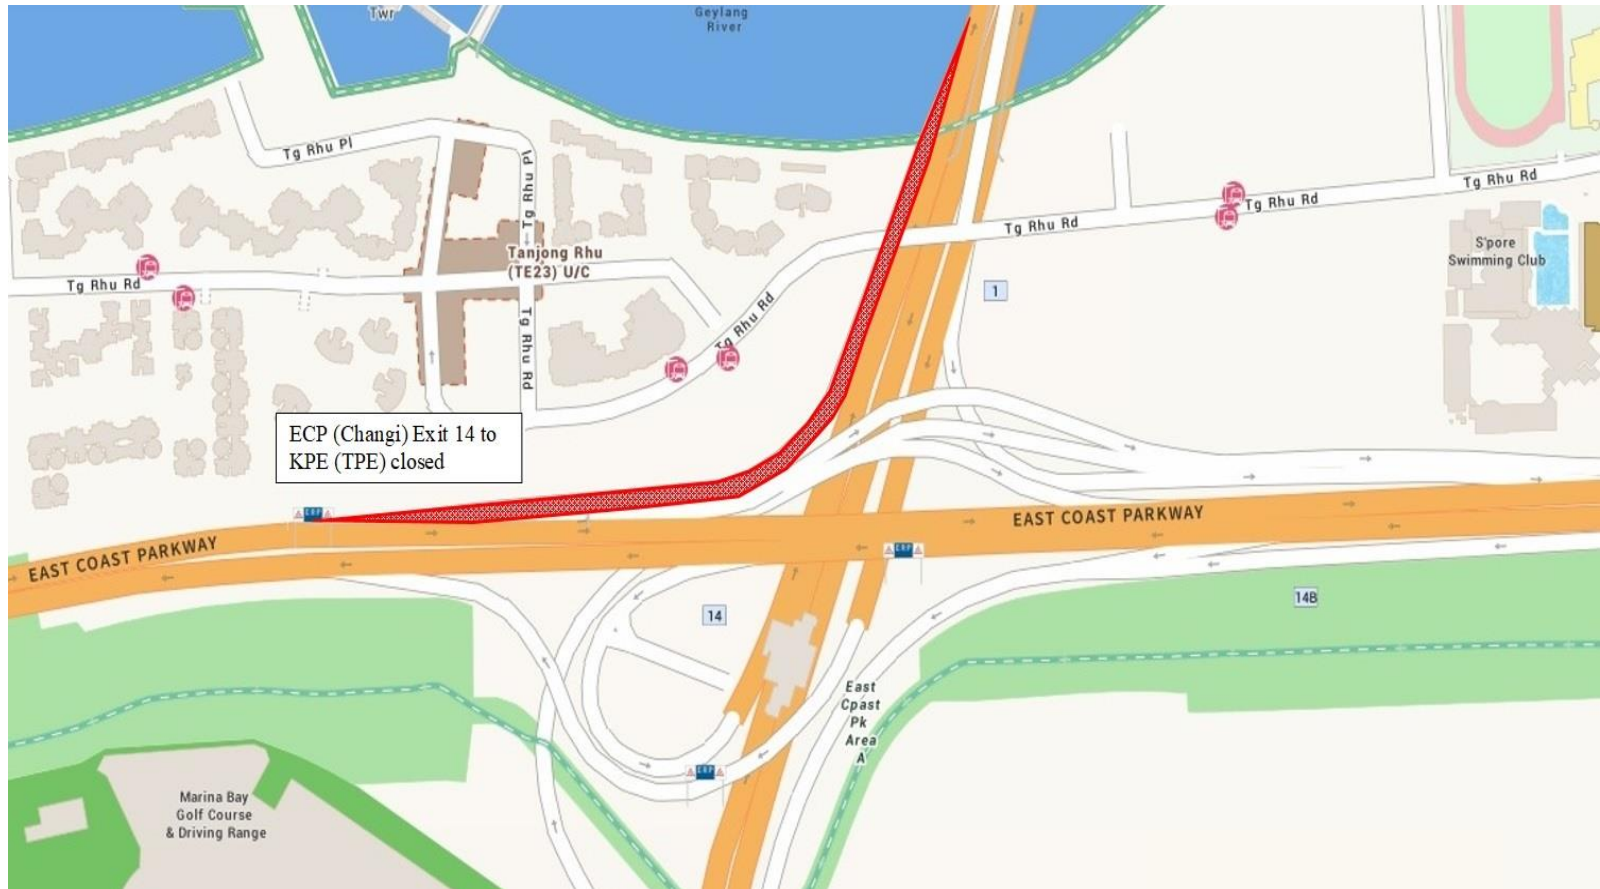 Twr
Geylang
River
Tg Rhu Pl
Tg Rhu Pl
Tg Rhu Rd
Tg Rhu Rd
Tg Rhu Rd
S'pore
Swimming Club
Tanjong Rhu
(TE23) U/C
Tg Rhu Rd
1
Tg Rhu Rd
Tg Rhu Rd
ECP (Changi) Exit 14 to
KPE (TPE) closed
ERP
EAST COAST PARKWAY
EAST COAST PARKWAY
ERP
14
14B
East
Cpast
Pk
Area
A
ERP
Marina Bay
Golf Course
& Driving Range